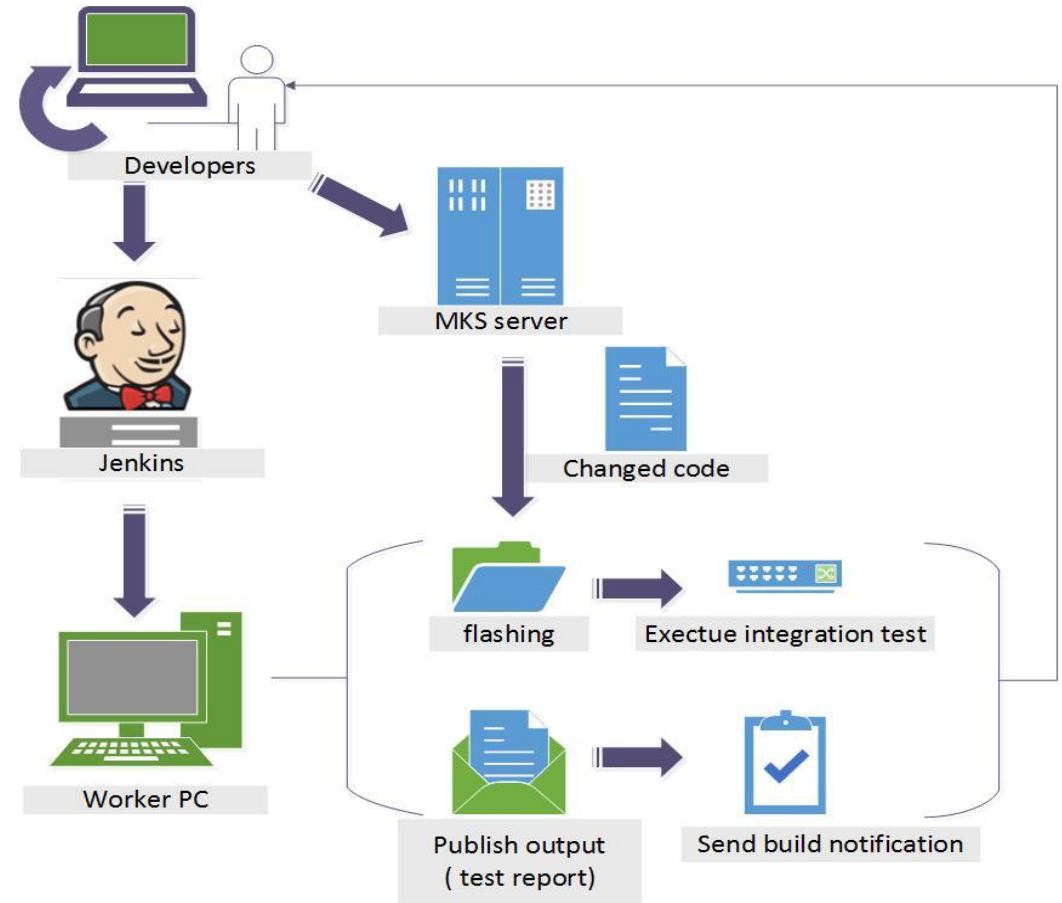 Developers
MKS server
Jenkins
Changed code
flashing
Exectue integration test
Worker PC
Publish output
( test report)
Send build notification